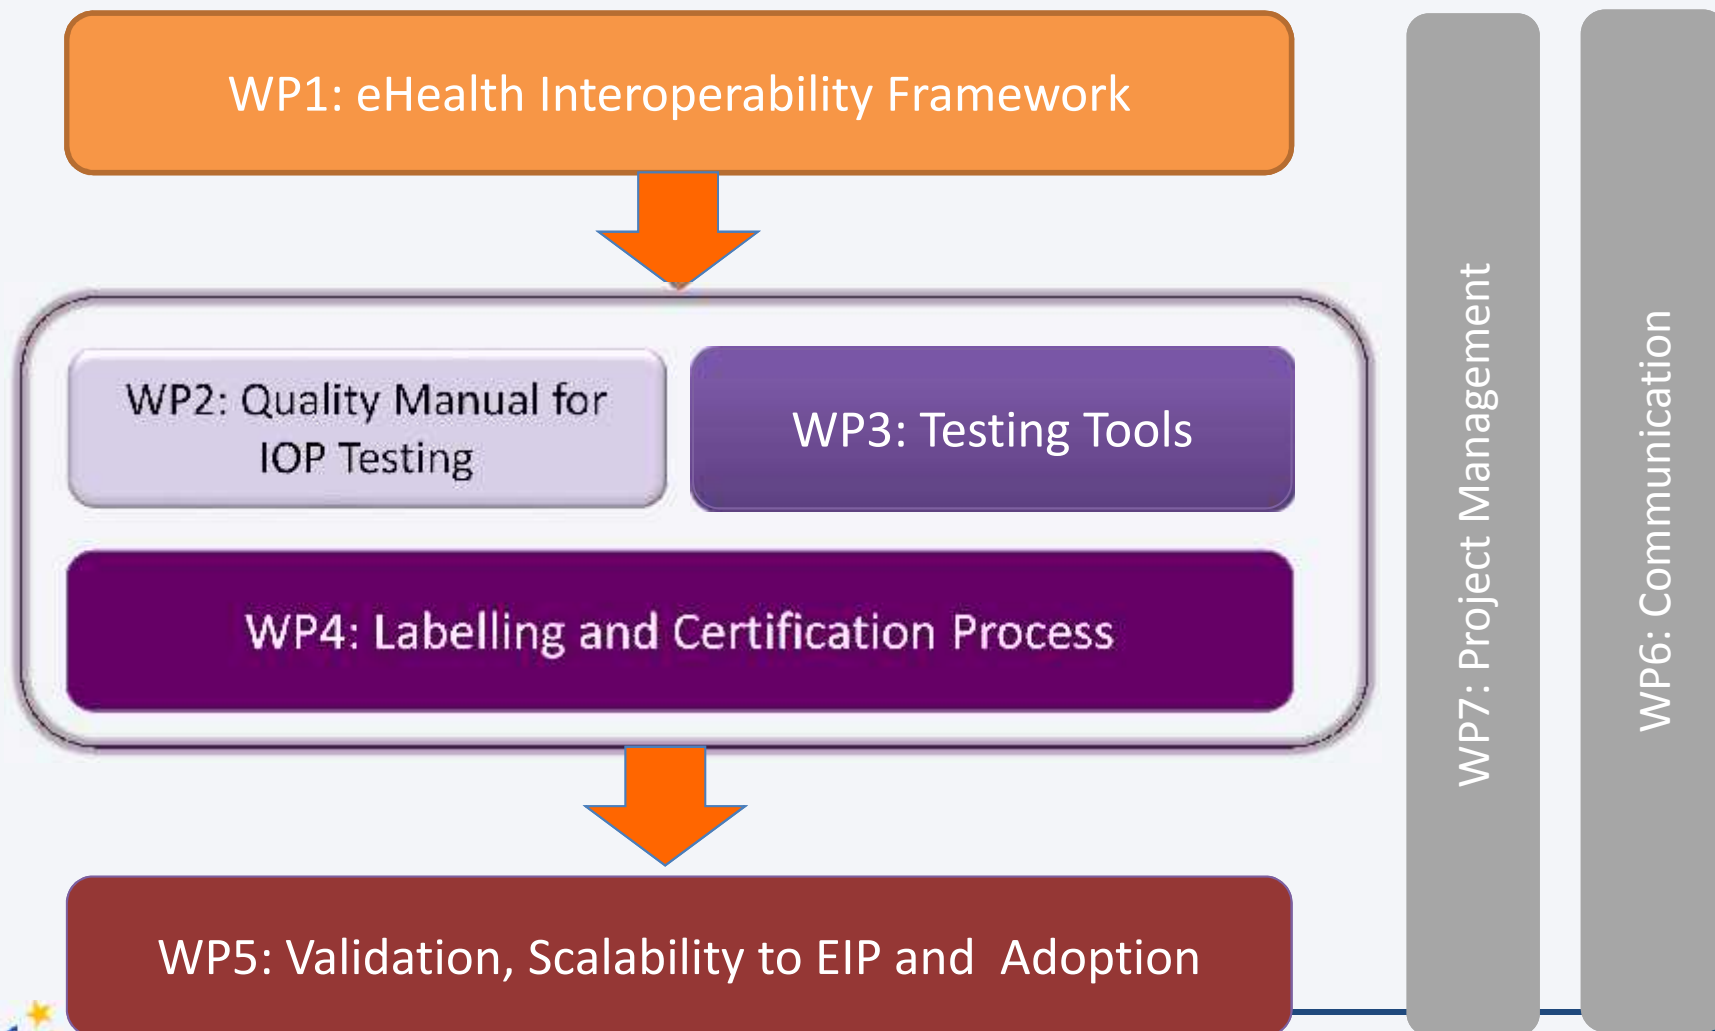 WP1: eHealth Interoperability Framework
WP2: Quality Manual for
IOP Testing
WP3: Testing Tools
WP4: Labelling and Certification Process
WP5: Validation, Scalability to EIP and  Adoption
WP7: Project Management
WP6: Communication